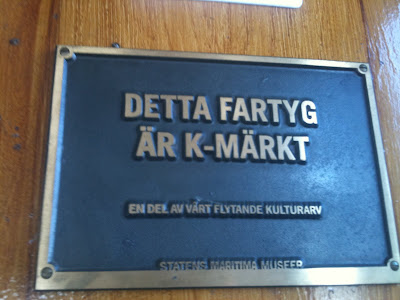 DETTA FARTYG
ÄR K-MÄRKT
EN DEL AV VÅRT FLYTANDE KULTURARV
STATENS MARITIMA MUSEER